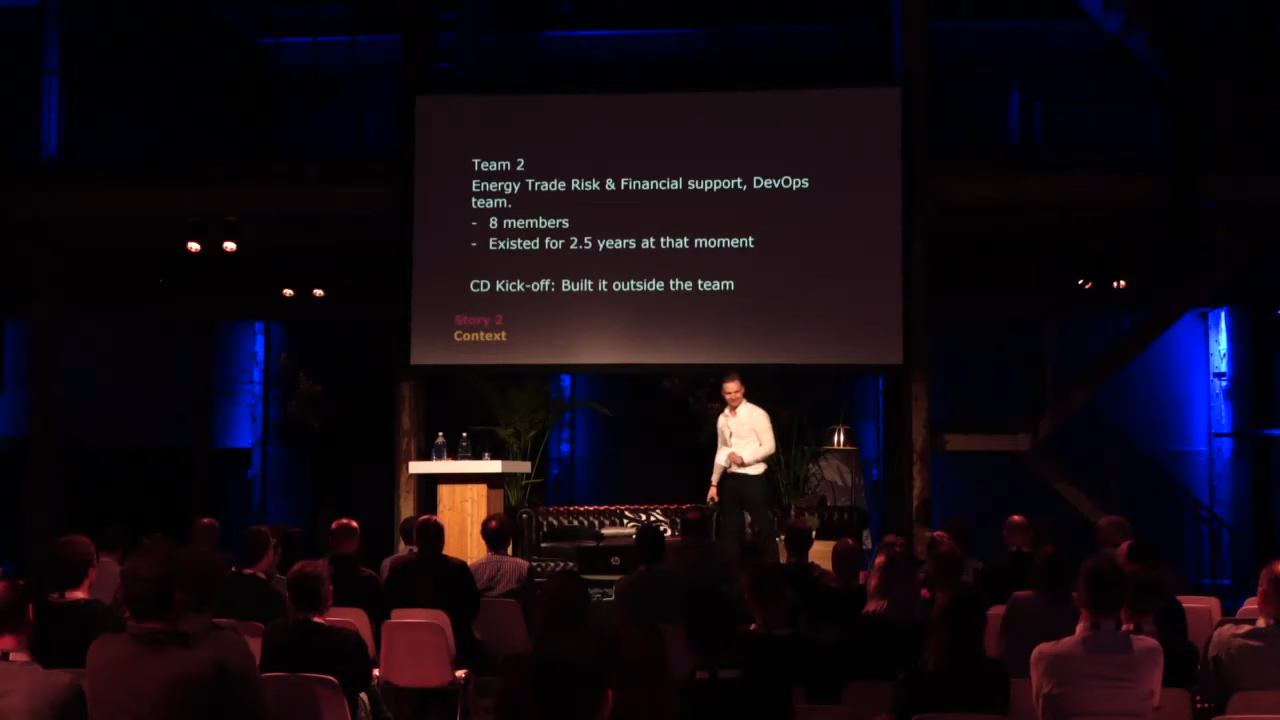 Team 2
Energy Trade Risk & Financial support, DevOps
team.
- 8 members
- Existed for 2.5 years at that moment
CD Kick-off: Built it outside the team
Story 2
Context
hp